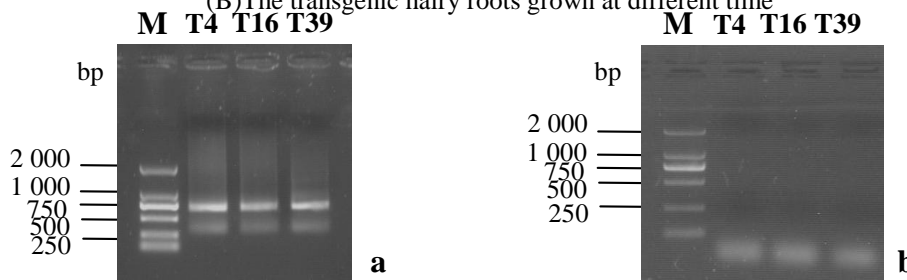 (B)The transgenic hairy roots grown at different time
M T4 T16 T39
bp
2 000
1 000
750
500
250
a
M T4 T16 T39
bp
2 000
1 000
750
500
250
b